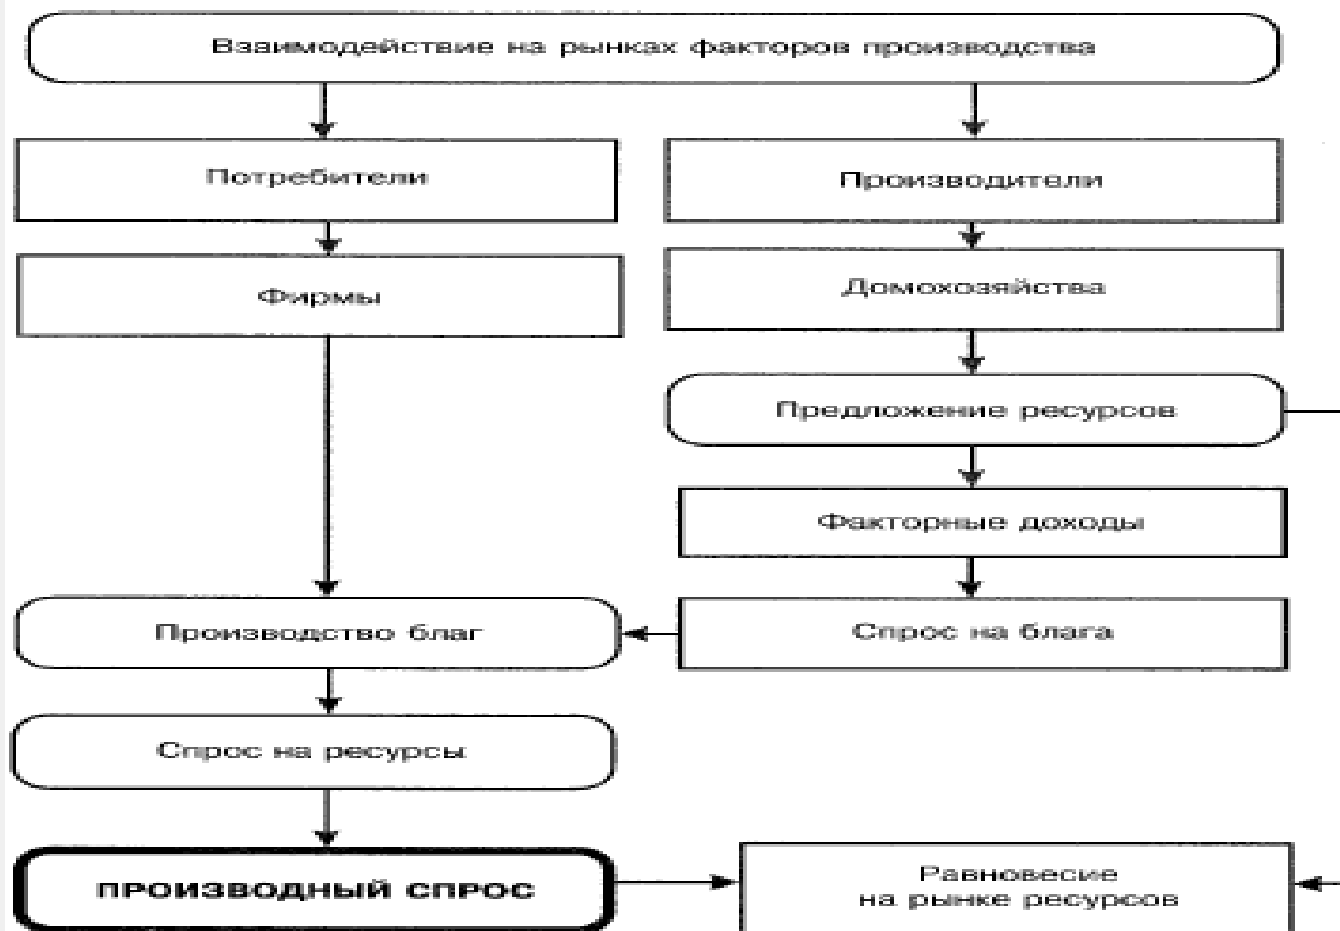 Взаимодействие на рынках факторов производства
Потребители
Производители
Фирмы
Домохозяйства
Предложение ресурсов
Факторные доходы
Производство благ
Спрос на блага
Спрос на ресурсы
ПРОИЗВОДНЫЙ СПРОС
Равновесие
на рынке ресурсов